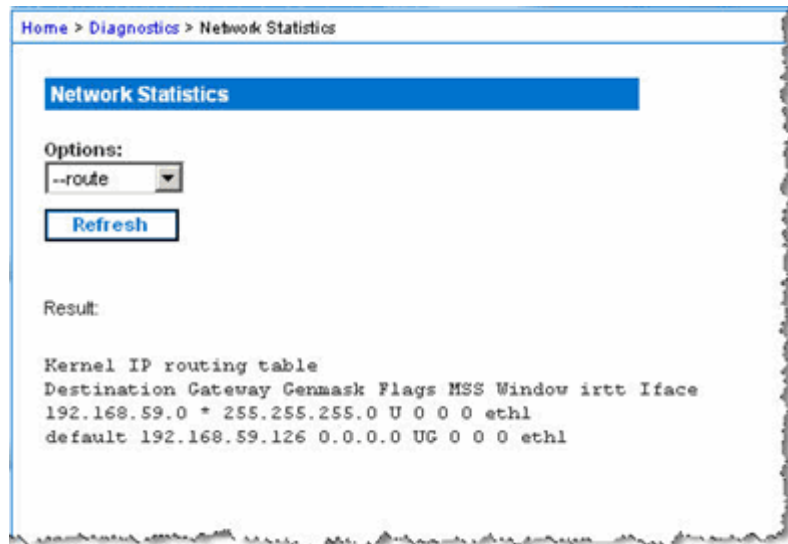 Home > Diagnostics > Network Statistics
Network Statistics
Options:
--route
Refresh
Result:
Kernel IP routing table
Destination Gateway Genmask Flags MSS Window irtt Iface
192.168.59.0 * 255.255.255.0 U 0 0 0 eth1
default 192.168.59.126 0.0.0.0 UG 0 0 0 eth1